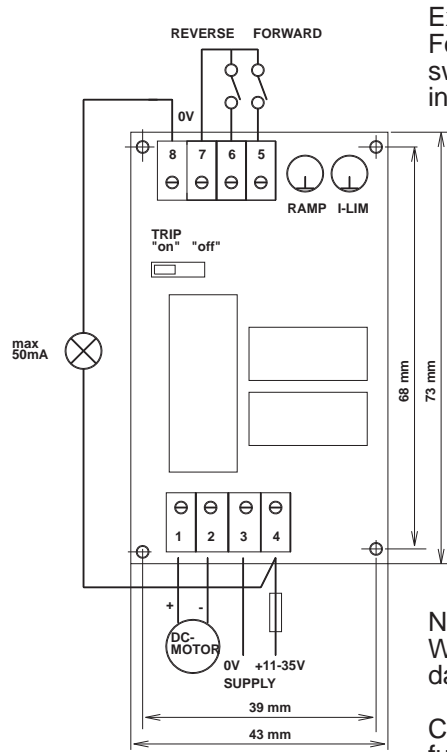 REVERSE FORWARD
0V
8 7 6 5
RAMP I-LIM
TRIP
"on" "off"
max
50mA
68 mm
73 mm
1 2 3 4
+ -
DC-
MOTOR
0V +11-35V
SUPPLY
39 mm
43 mm
in